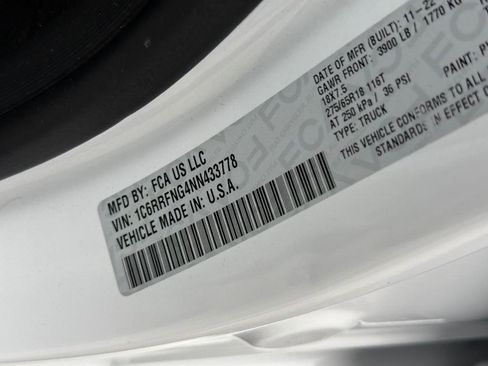 MFD BY: FCA US LLC
VIN: 1C6RRFNG4NN433778
VEHICLE MADE IN: U.S.A.
DATE OF MFR (BUILT): 11-22
GAWR FRONT: 3900 LB / 1770 KG
18X7.5
275/65R18 116T
AT 250 kPa / 36 PSI
TYPE: TRUCK
PAINT:
THIS VEHICLE CONFORMS TO ALL
STANDARDS IN EFFECT